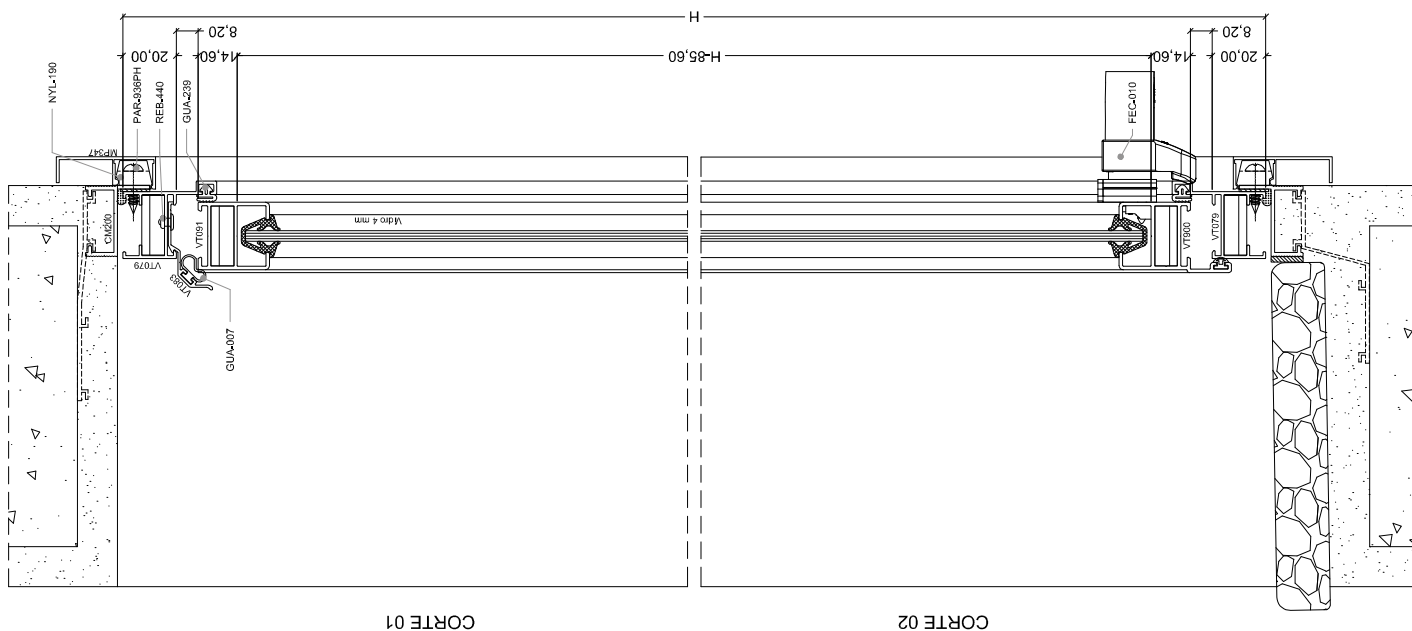 H
8,20
20,00
14,60
H-85,60
14,60
8,20
20,00
NYL-190
PAR-936PH
REB-440
GUA-239
FEC-010
MP347
CM200
VT079
VT083
VT091
GUA-007
Vidro 4 mm
VT900
VT079
CORTE 01
CORTE 02